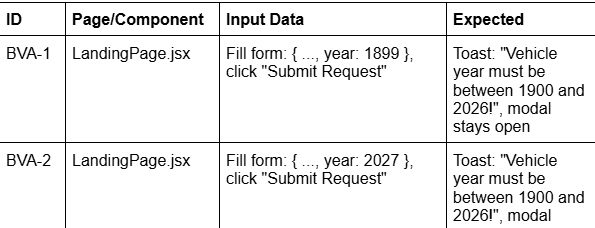 ID Page/Component Input Data Expected
BVA-1 LandingPage.jsx Fill form: { ..., year: 1899 }, Toast: "Vehicle
click "Submit Request" year must be
between 1900 and
2026!", modal
stays open
BVA-2 LandingPage.jsx Fill form: { ..., year: 2027 }, Toast: "Vehicle
click "Submit Request" year must be
between 1900 and
2026!", modal